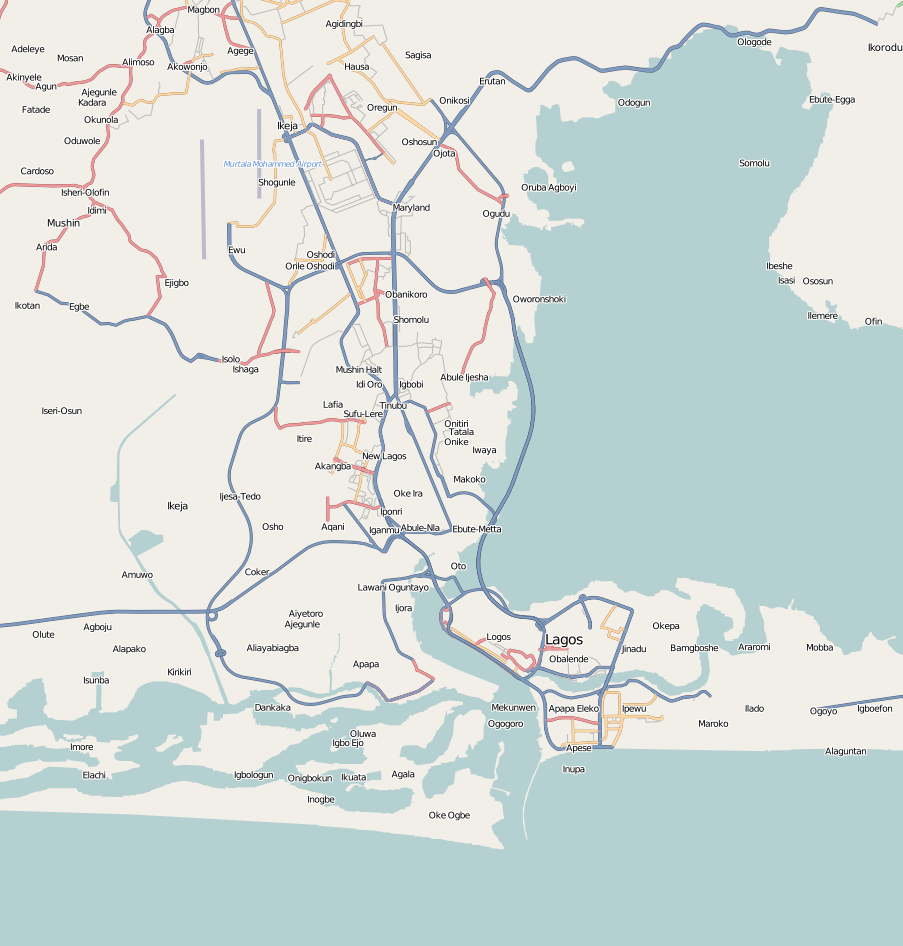 Magbon
Alagba
Agidingbi
Ologode
Adeleye
Agege
Ikorodu
Mosan
Sagisa
Alimoso
Akowonjo
Hausa
Akinyele
Agun
Erutan
Ajegunle
Kadara
Onikosi
Odogun
Ebute-Egga
Fatade
Oregun
Okunola
Ikeja
Oduwole
Oshosun
Ojota
Murtala Mohammed Airport
Somolu
Cardoso
Shogunle
Oruba Agboyi
Isheri-Olofin
Idimi
Maryland
Ogudu
Mushin
Arida
Ewu
Oshodi
Orile Oshodi
Ibeshe
Isasi
Ososun
Ejigbo
Obanikoro
Oworonshoki
Ikotan
Egbe
Shomolu
Ilemere
Ofin
Isolo
Ishaga
Mushin Halt
Abule Ijesha
Idi Oro
Igbobi
Iseri-Osun
Lafia
Tinubu
Sufu-Lere
Onitiri
Tatala
Onike
Itire
Iwaya
New Lagos
Akangba
Makoko
Ijesa-Tedo
Oke Ira
Ikeja
Iponri
Osho
Aqani
Iganmu
Abule-Nla
Ebute-Metta
Oto
Amuwo
Coker
Lawani Oguntayo
Ijora
Aiyetoro
Ajegunle
Agboju
Olute
Logos
Lagos
Okepa
Alapako
Aliayabiagba
Jinadu
Bamgboshe
Araromi
Mobba
Obalende
Apapa
Kirikiri
Isunba
Dankaka
Mekunwen
Apapa Eleko
Ipewu
Ilado
Ogoyo
Igboefon
Ogogoro
Maroko
Oluwa
Igbo Ejo
Imore
Apese
Alaguntan
Elachi
Igbologun
Onigbokun
Ikuata
Agala
Inupa
Inogbe
Oke Ogbe